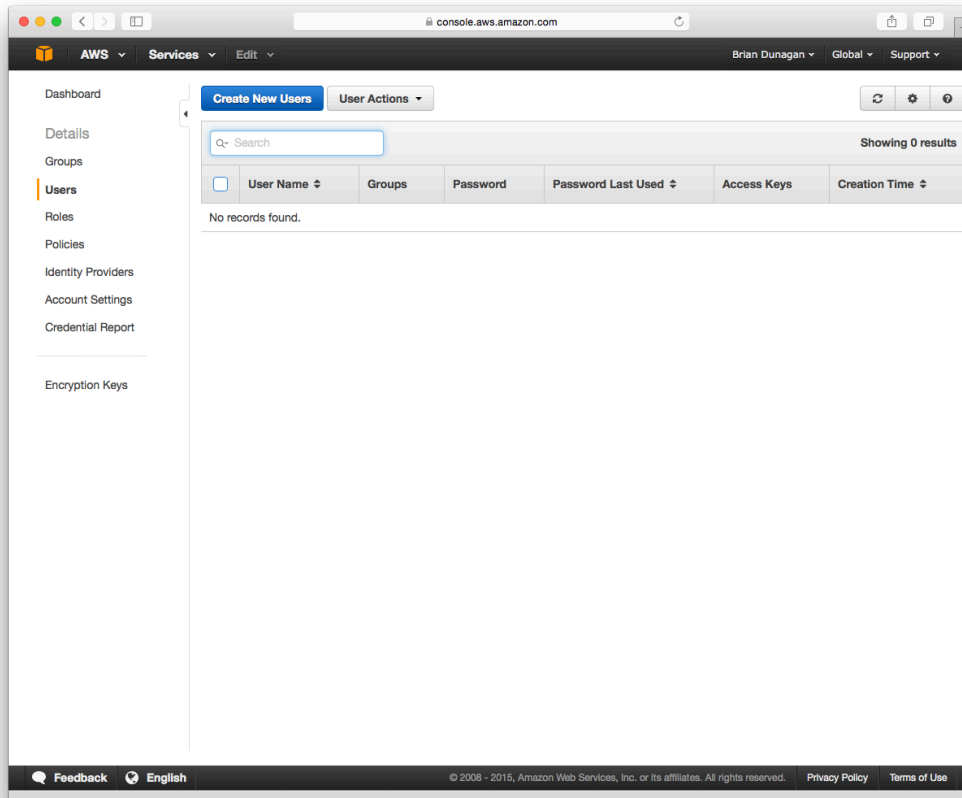 console.aws.amazon.com
AWS Services Edit Brian Dunagan Global Support
Dashboard
Details
Groups
Users
Roles
Policies
Identity Providers
Account Settings
Credential Report
Encryption Keys
Create New Users User Actions
Search Showing 0 results
User Name Groups Password Password Last Used Access Keys Creation Time
No records found.
Feedback English © 2008 - 2015, Amazon Web Services, Inc. or its affiliates. All rights reserved. Privacy Policy Terms of Use